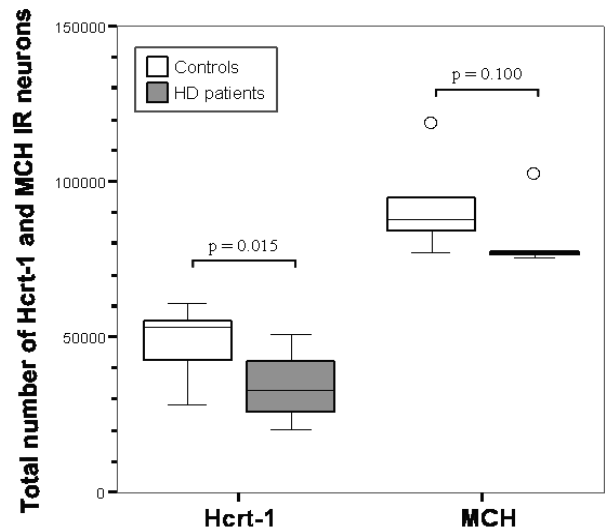 Total number of Hcrt-1 and MCH IR neurons
150000
100000
50000
0
Controls
HD patients
p = 0.015
p = 0.100
Hcrt-1
MCH